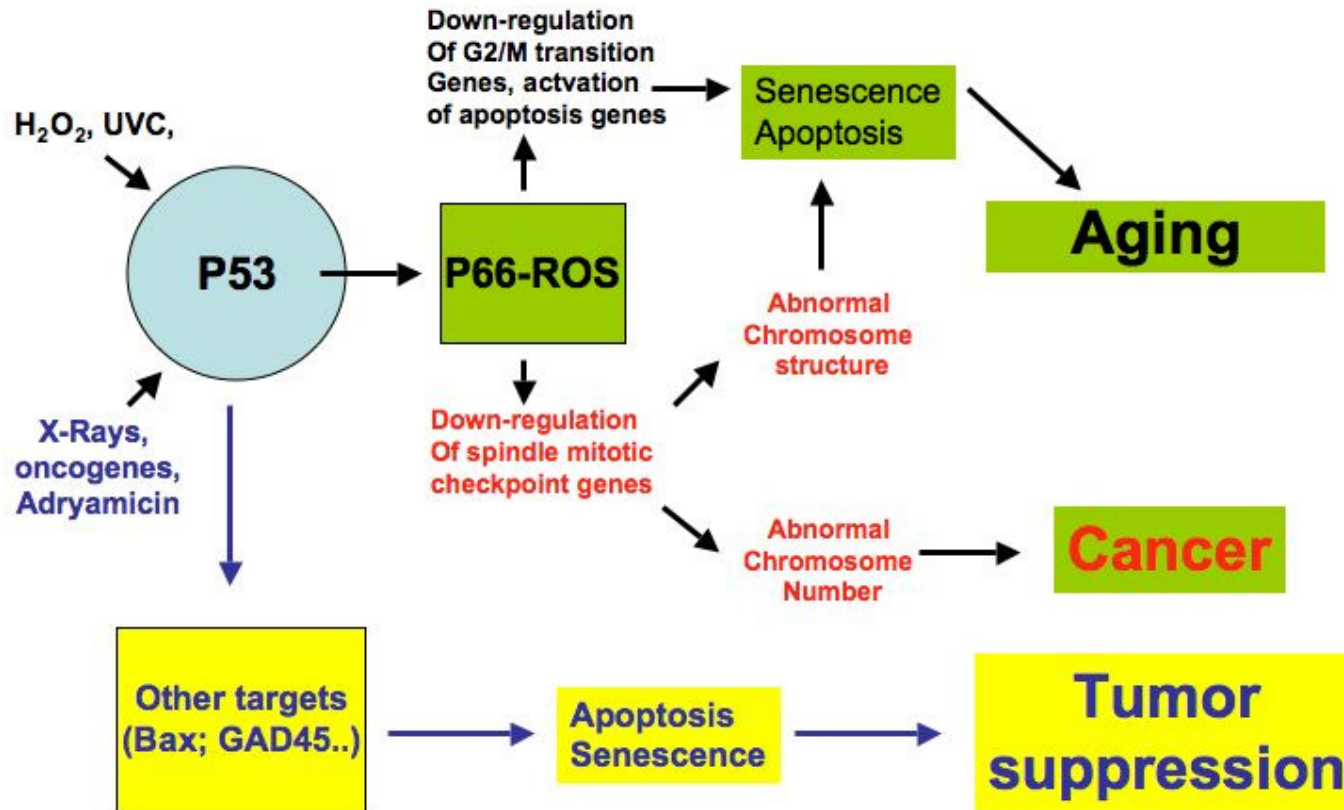 Down-regulation
Of G2/M transition
Genes, actvation
of apoptosis genes
H₂O₂, UVC,
Senescence
Apoptosis
Aging
P53
P66-ROS
Abnormal
Chromosome
structure
X-Rays,
oncogenes,
Adryamicin
Down-regulation
Of spindle mitotic
checkpoint genes
Abnormal
Chromosome
Number
Cancer
Other targets
(Bax; GAD45..)
Apoptosis
Senescence
Tumor
suppression